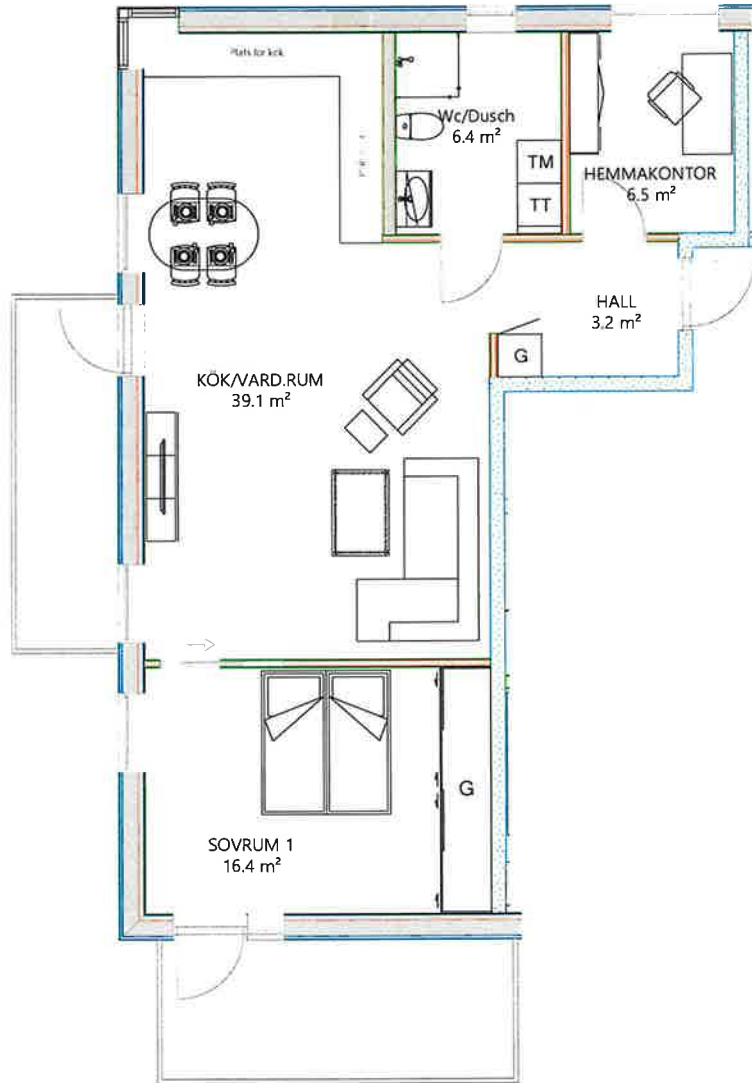 Plats for kök
Wc/Dusch
6.4 m²
TM
TT
HEMMAKONTOR
6.5 m²
HALL
3.2 m²
G
KÖK/VARD.RUM
39.1 m²
G
SOVRUM 1
16.4 m²